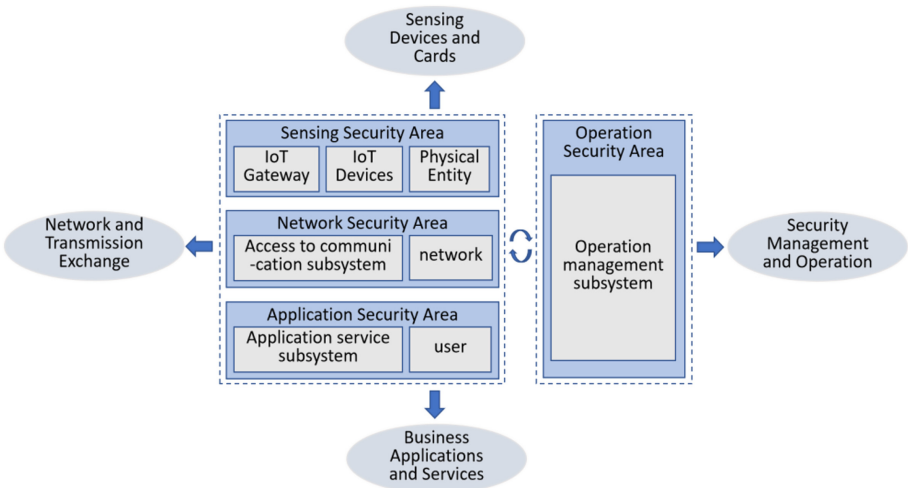 Sensing
Devices and
Cards
Sensing Security Area
IoT
Gateway
IoT
Devices
Physical
Entity
Network Security Area
Access to communi
-cation subsystem
network
Application Security Area
Application service
subsystem
user
Operation
Security Area
Operation
management
subsystem
Network and
Transmission
Exchange
Security
Management
and Operation
Business
Applications
and Services